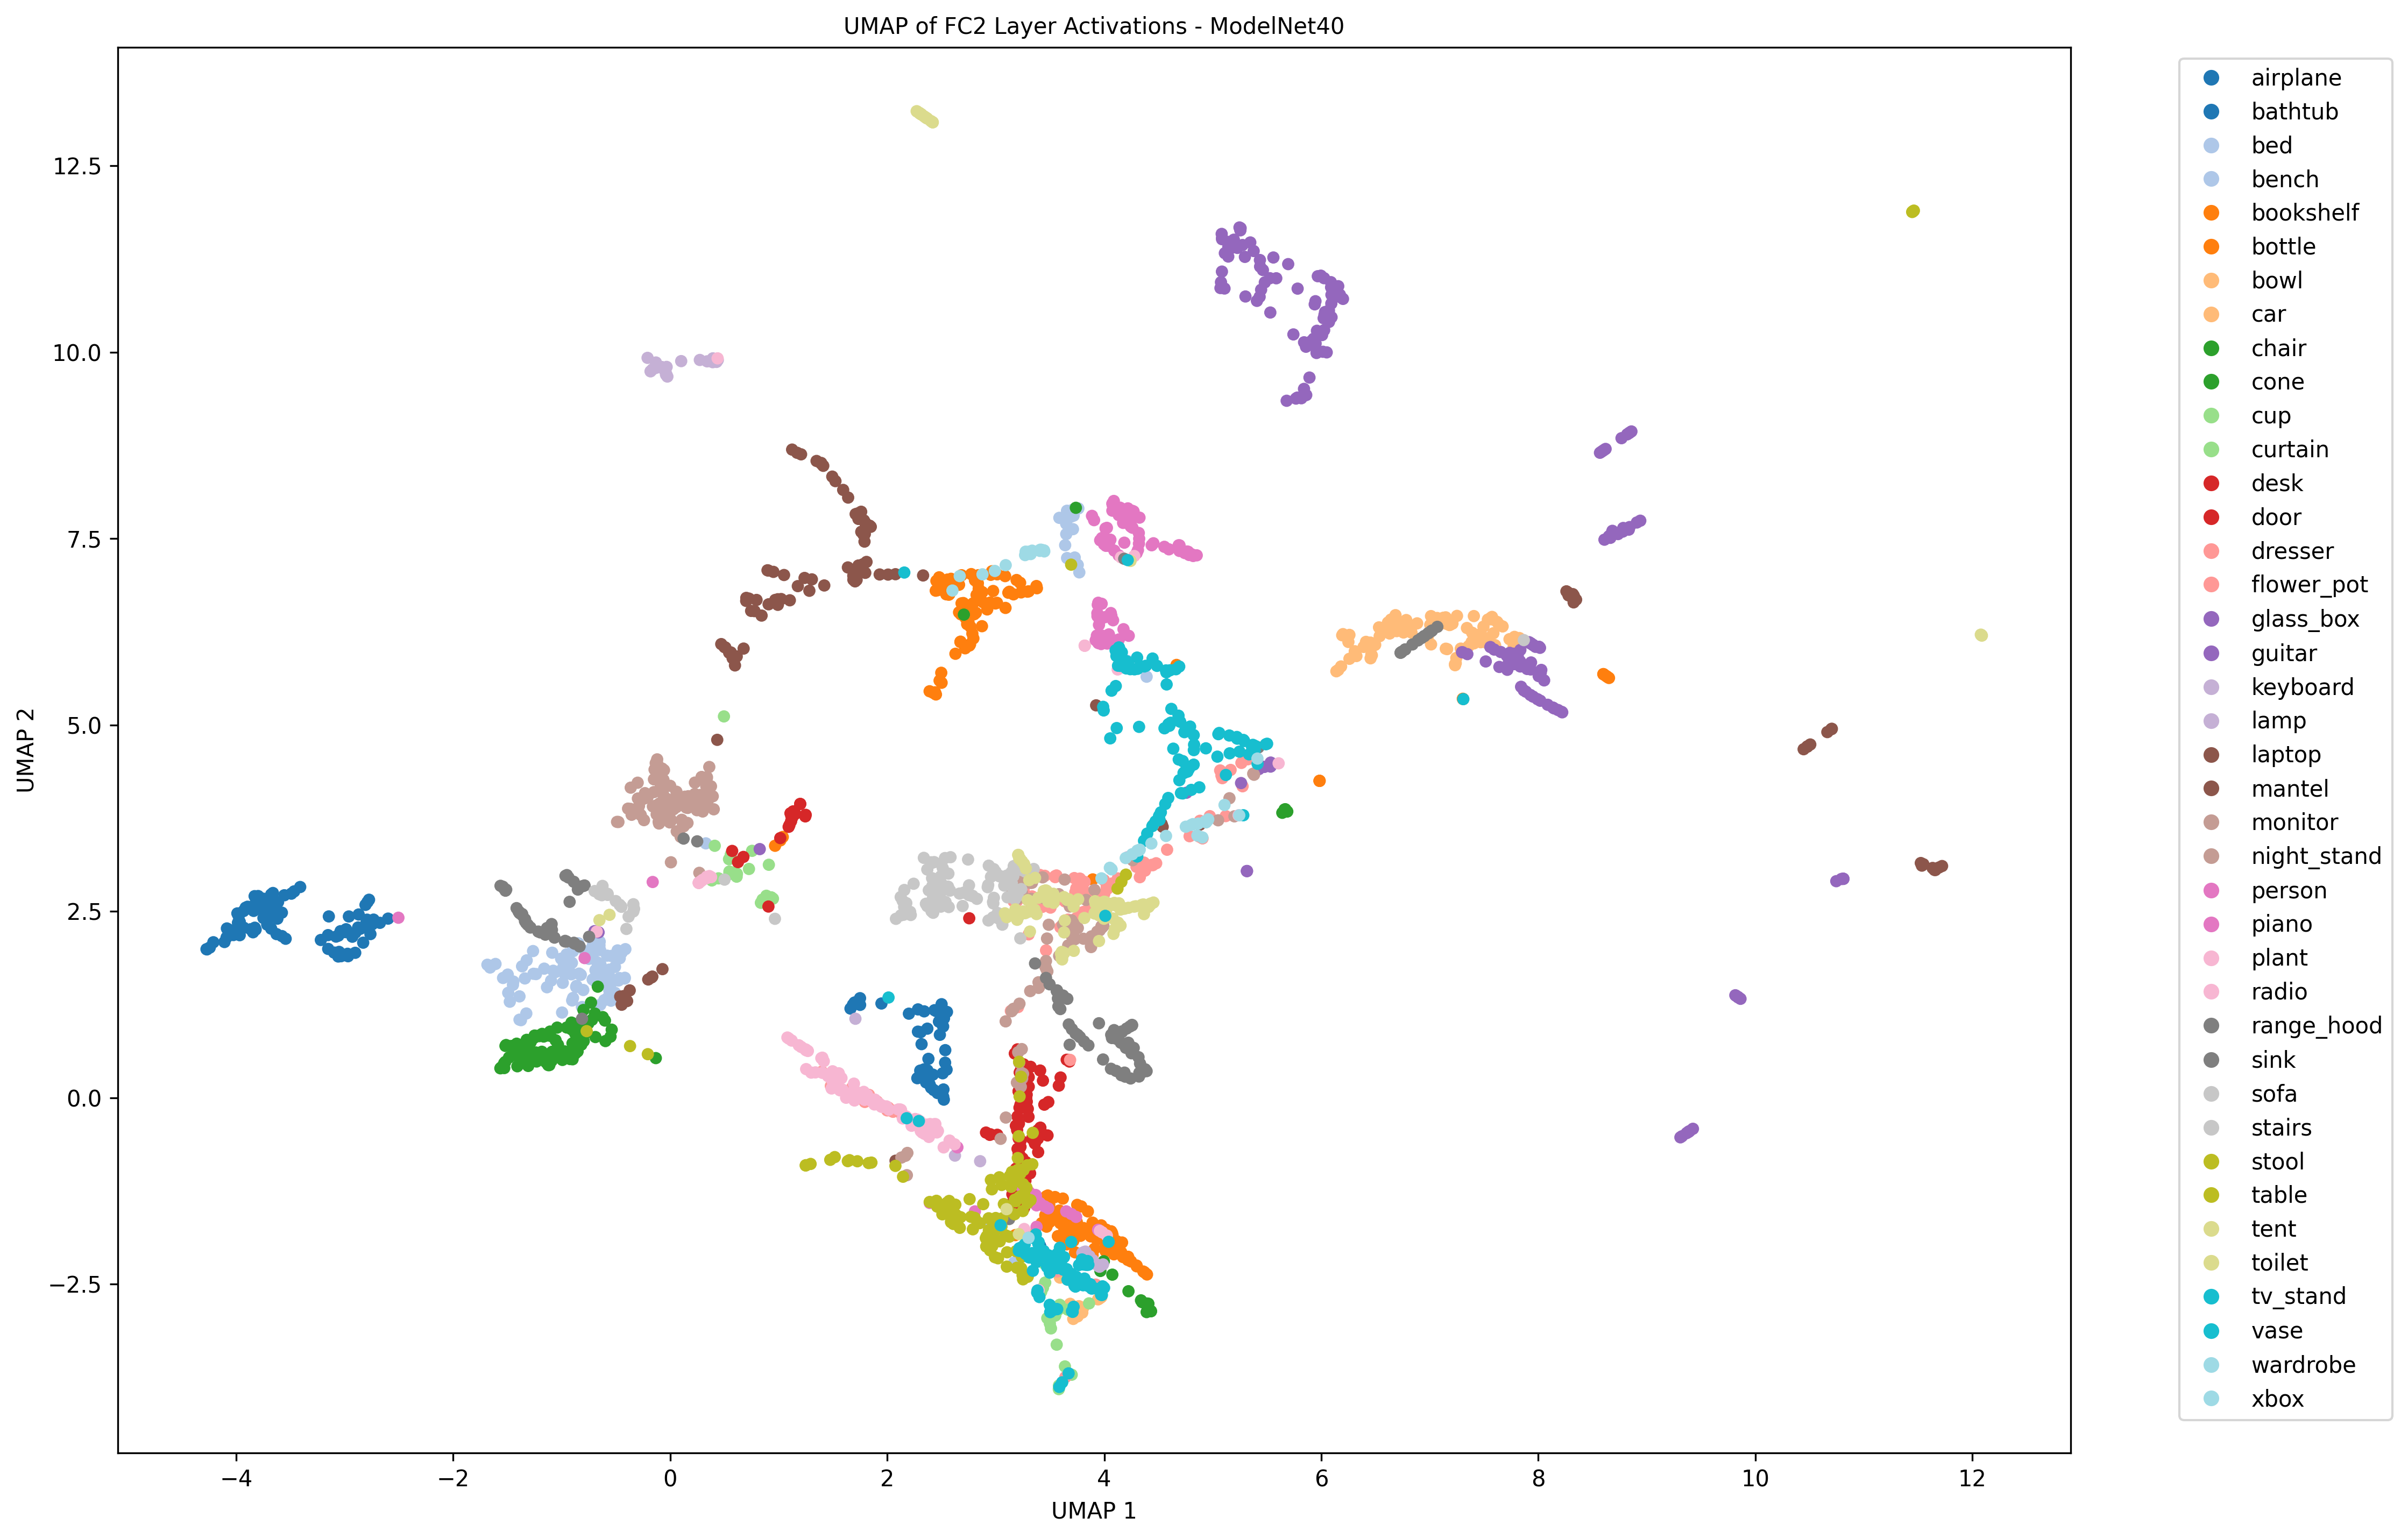 UMAP of FC2 Layer Activations - ModelNet40
12.5
10.0
7.5
5.0
2.5
0.0
−2.5
UMAP 2
−4
−2
0
2
4
6
8
10
12
UMAP 1
airplane
bathtub
bed
bench
bookshelf
bottle
bowl
car
chair
cone
cup
curtain
desk
door
dresser
flower_pot
glass_box
guitar
keyboard
lamp
laptop
mantel
monitor
night_stand
person
piano
plant
radio
range_hood
sink
sofa
stairs
stool
table
tent
toilet
tv_stand
vase
wardrobe
xbox